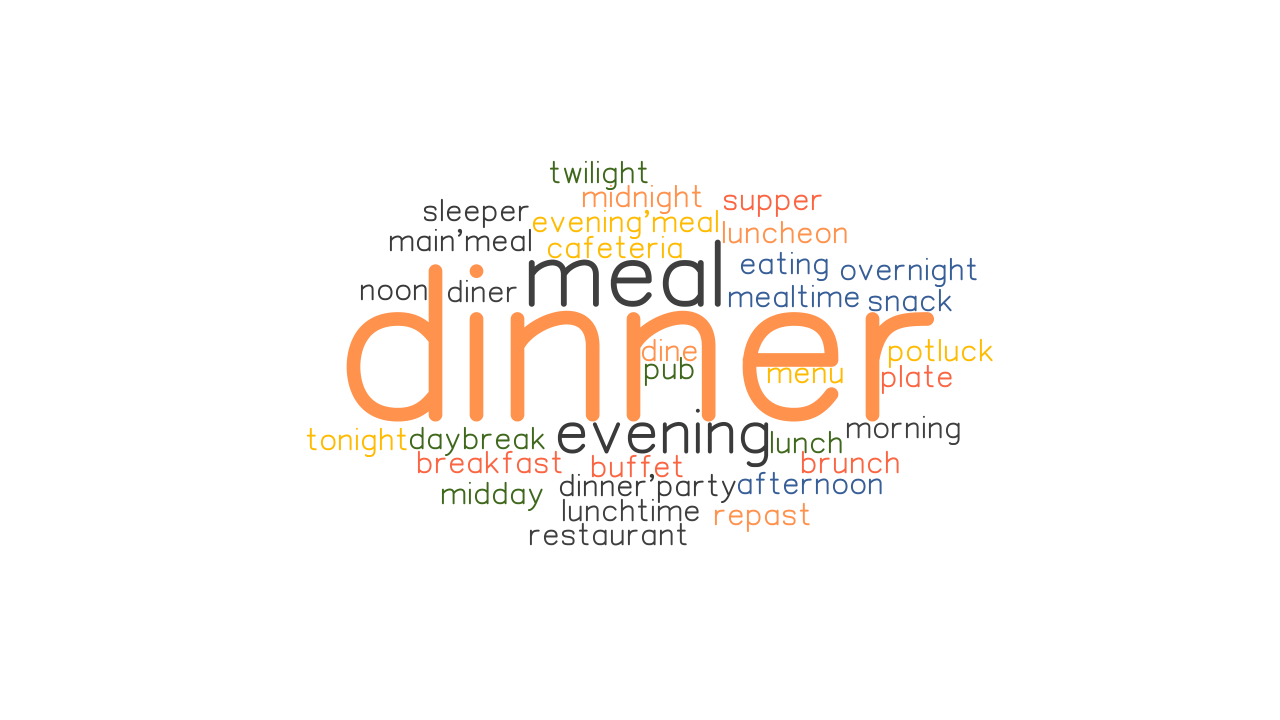 twilight
midnight
supper
sleeper
evening'meal
luncheon
main'meal
cafeteria
meal
eating
overnight
noon
diner
mealtime
snack
dinner
dine
potluck
pub
menu
plate
tonight
daybreak
evening
lunch
morning
breakfast
buffet
brunch
midday
dinner'party
afternoon
lunchtime
repast
restaurant